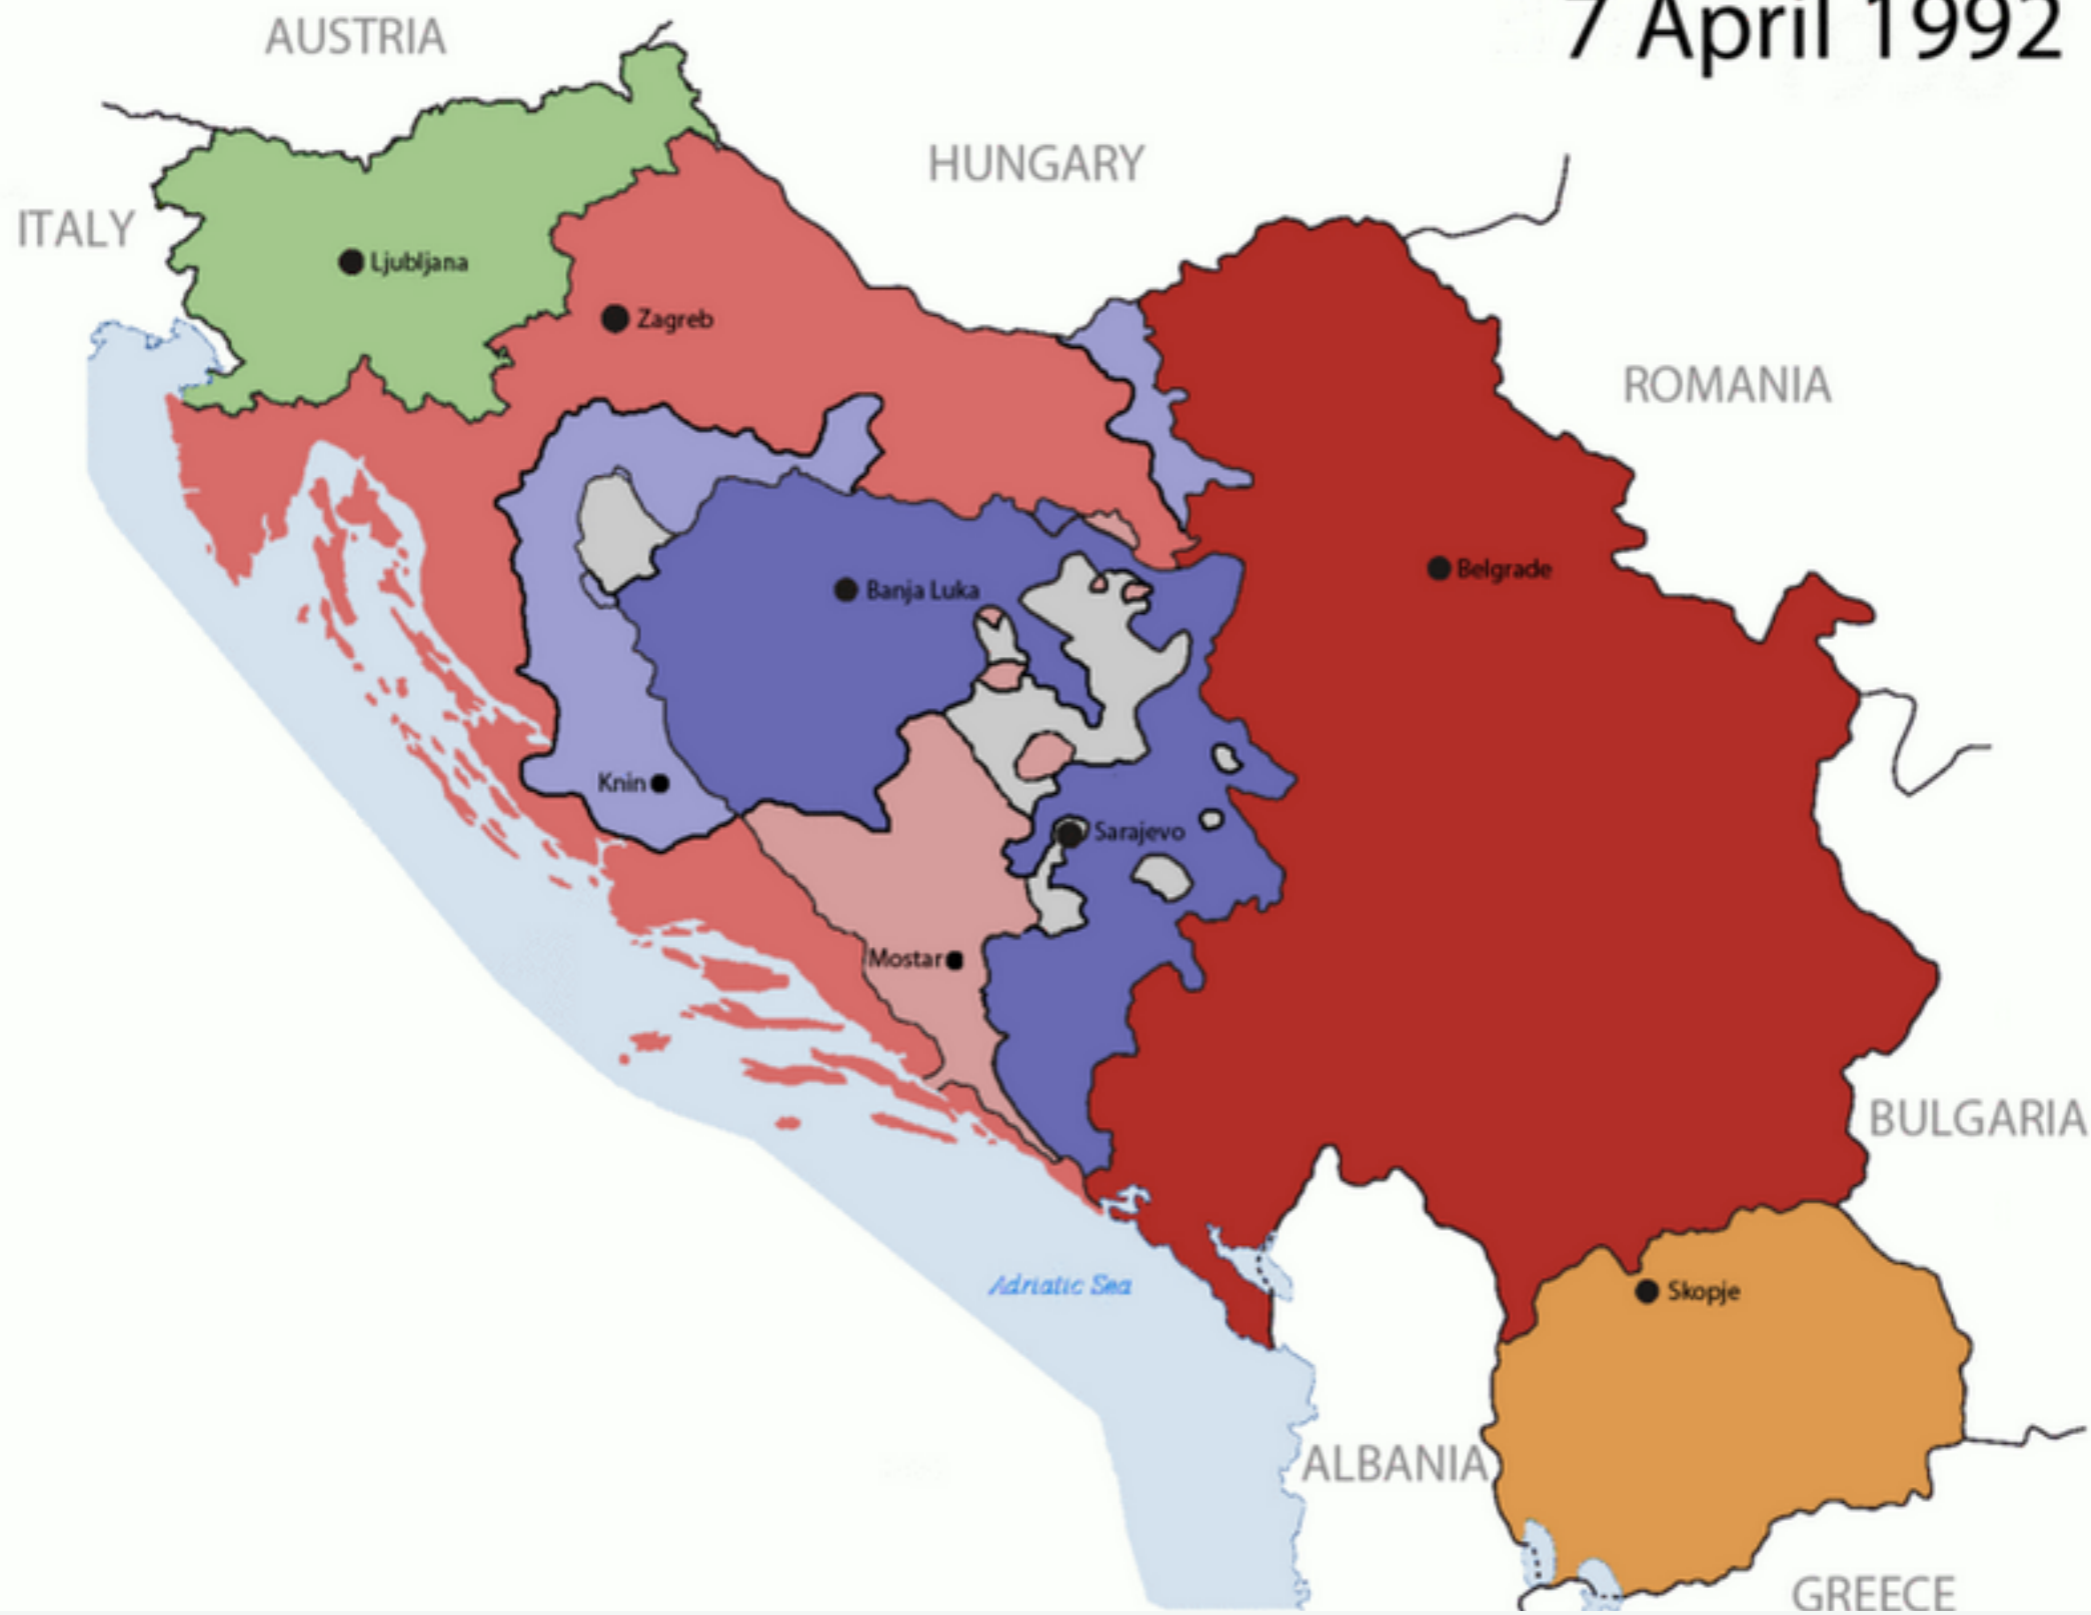 7 April 1992
AUSTRIA
HUNGARY
ITALY
Ljubljana
Zagreb
ROMANIA
Belgrade
Banja Luka
Knin
Sarajevo
Mostar
BULGARIA
Adriatic Sea
Skopje
ALBANIA
GREECE